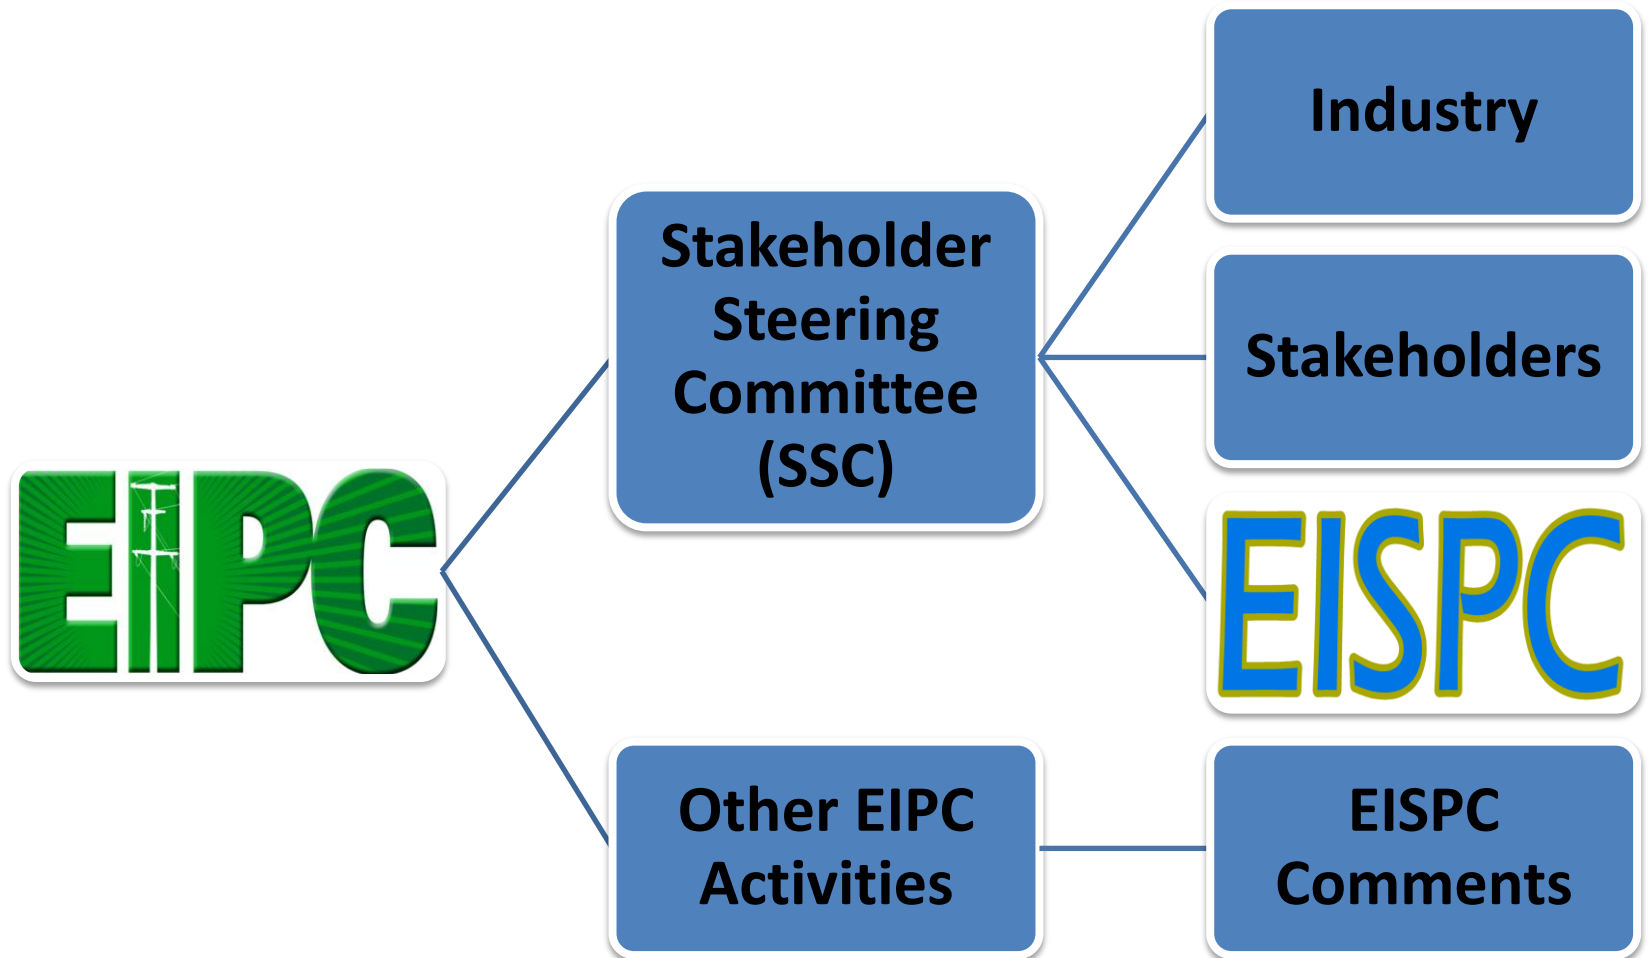 Industry
Stakeholder
Steering
Committee
(SSC)
Stakeholders
EIPC
EISPC
Other EIPC
Activities
EISPC
Comments